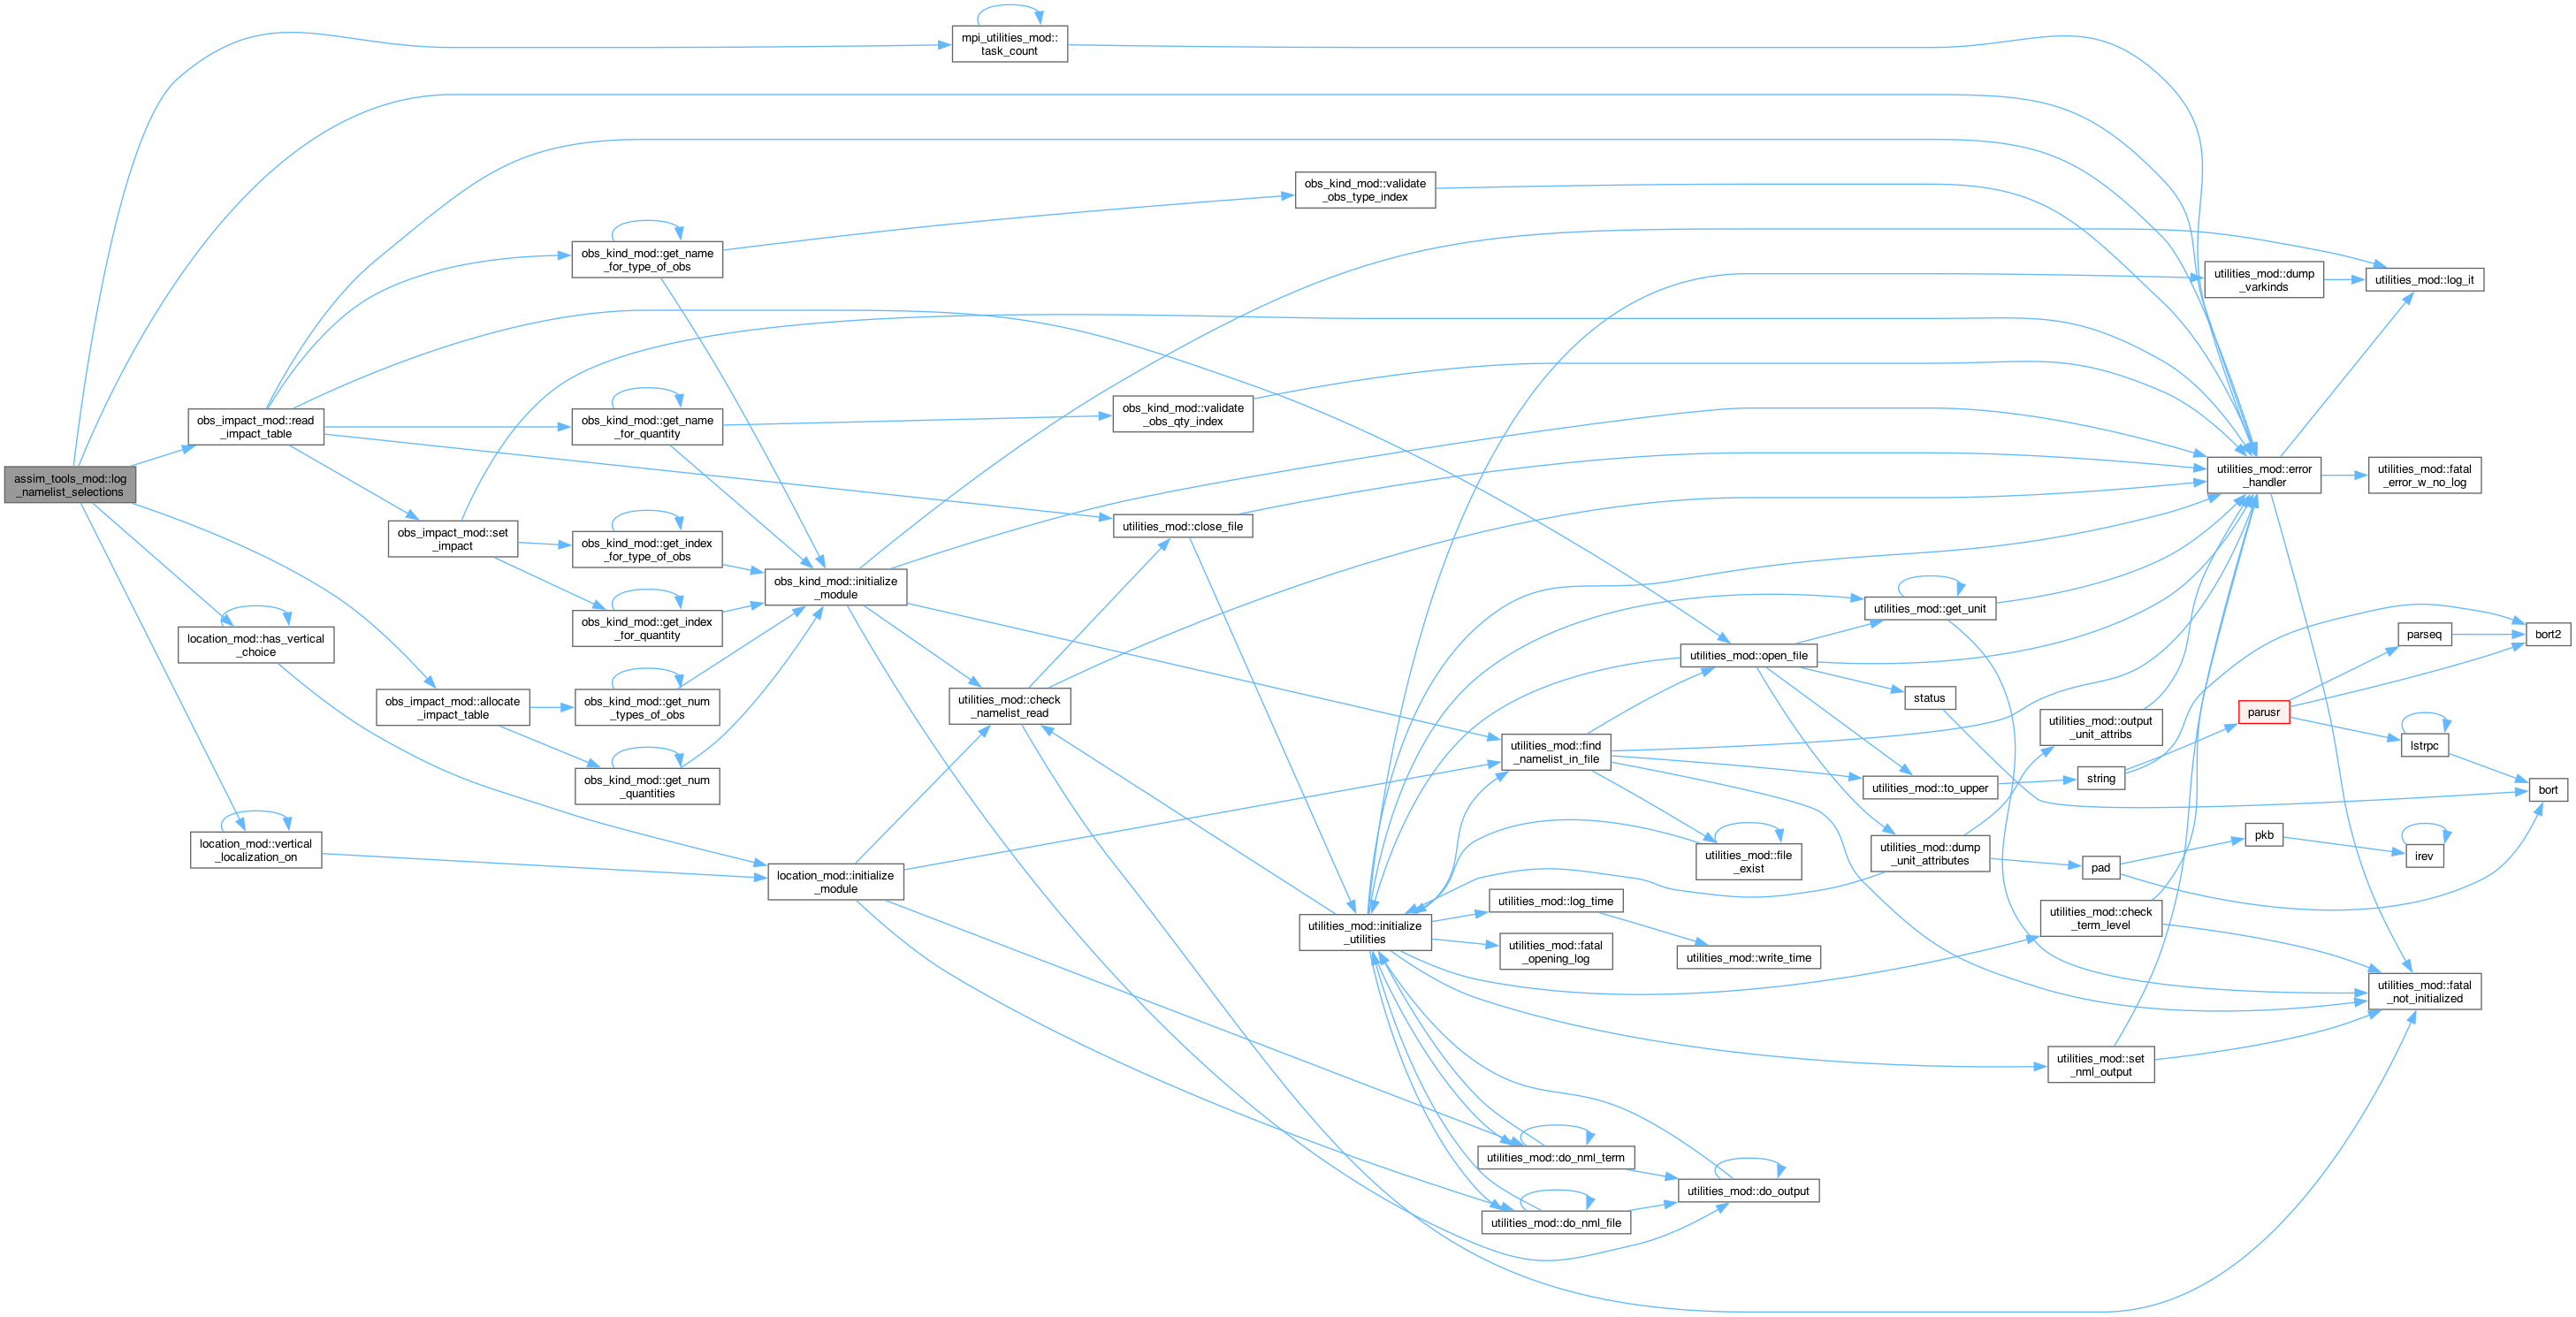 mpi_utilities_mod::
task_count
obs_kind_mod::validate
_obs_type_index
obs_kind_mod::get_name
_for_type_of_obs
utilities_mod::dump
_varkinds
utilities_mod::log_it
obs_impact_mod::read
_impact_table
obs_kind_mod::get_name
_for_quantity
obs_kind_mod::validate
_obs_qty_index
assim_tools_mod::log
_namelist_selections
utilities_mod::error
_handler
utilities_mod::fatal
_error_w_no_log
obs_impact_mod::set
_impact
obs_kind_mod::get_index
_for_type_of_obs
utilities_mod::close_file
obs_kind_mod::initialize
_module
utilities_mod::get_unit
obs_kind_mod::get_index
_for_quantity
location_mod::has_vertical
_choice
utilities_mod::open_file
parseq
bort2
obs_impact_mod::allocate
_impact_table
obs_kind_mod::get_num
_types_of_obs
utilities_mod::check
_namelist_read
status
parusr
utilities_mod::output
_unit_attribs
lstrpc
utilities_mod::find
_namelist_in_file
obs_kind_mod::get_num
_quantities
utilities_mod::to_upper
string
bort
location_mod::vertical
_localization_on
utilities_mod::file
_exist
utilities_mod::dump
_unit_attributes
pkb
pad
irev
location_mod::initialize
_module
utilities_mod::log_time
utilities_mod::initialize
_utilities
utilities_mod::check
_term_level
utilities_mod::fatal
_opening_log
utilities_mod::write_time
utilities_mod::fatal
_not_initialized
utilities_mod::set
_nml_output
utilities_mod::do_nml_term
utilities_mod::do_output
utilities_mod::do_nml_file